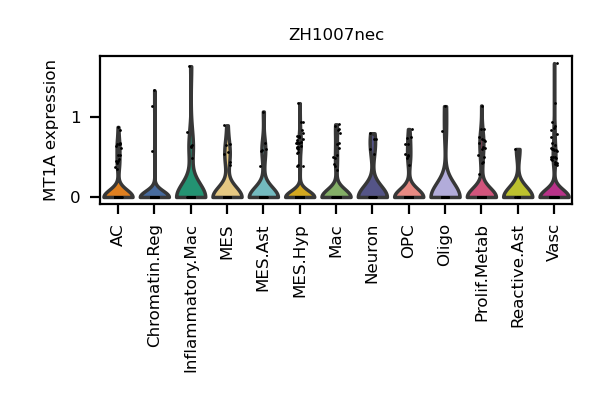 ZH1007nec
MT1A expression
1
0
AC
Chromatin.Reg
Inflammatory.Mac
MES
MES.Ast
MES.Hyp
Mac
Neuron
OPC
Oligo
Prolif.Metab
Reactive.Ast
Vasc